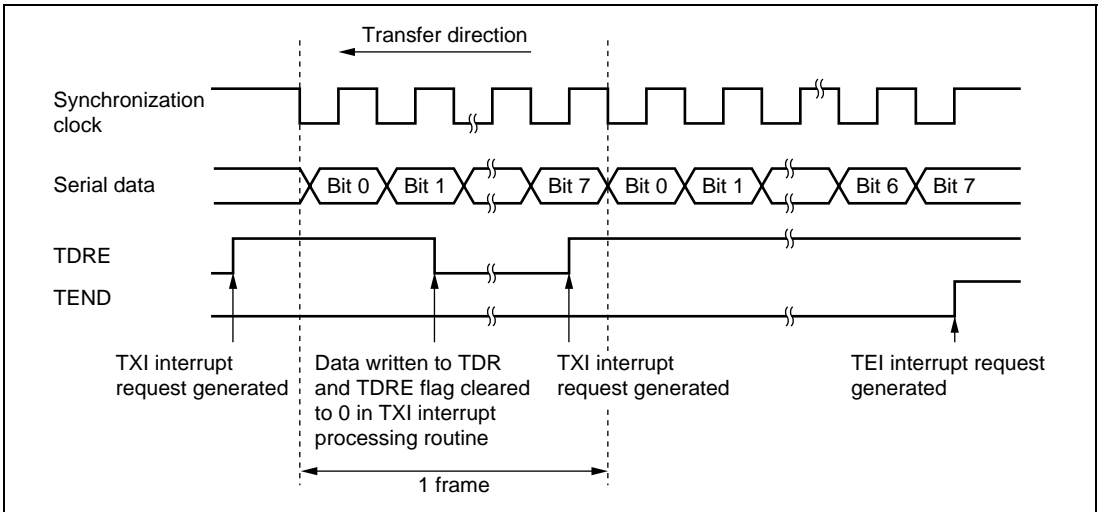 Transfer direction
Synchronization
clock
Serial data
Bit 0
Bit 1
Bit 7
Bit 0
Bit 1
Bit 6
Bit 7
TDRE
TEND
TXI interrupt
request generated
Data written to TDR
and TDRE flag cleared
to 0 in TXI interrupt
processing routine
TXI interrupt
request generated
TEI interrupt request
generated
1 frame